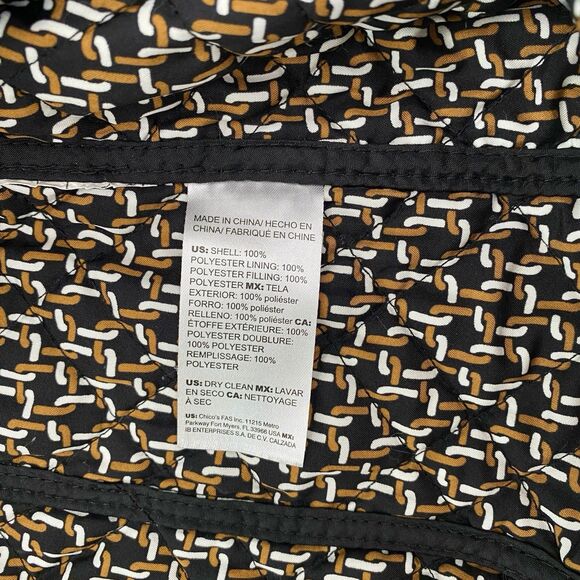 MADE IN CHINA/ HECHO EN
CHINA/ FABRIQUÉ EN CHINE
US: SHELL: 100%
POLYESTER LINING: 100%
POLYESTER FILLING: 100%
POLYESTER MX: TELA
EXTERIOR: 100% poliéster
FORRO: 100% poliéster
RELLENO: 100% poliéster CA:
ÉTOFFE EXTÉRIEURE: 100%
POLYESTER DOUBLURE:
100% POLYESTER
REMPLISSAGE: 100%
POLYESTER
US: DRY CLEAN MX: LAVAR
EN SECO CA: NETTOYAGE
À SEC
US: Chico's FAS Inc. 11215 Metro
Parkway Fort Myers, FL 33966 USA MX:
IB ENTERPRISES S.A. DE C.V. CALZADA